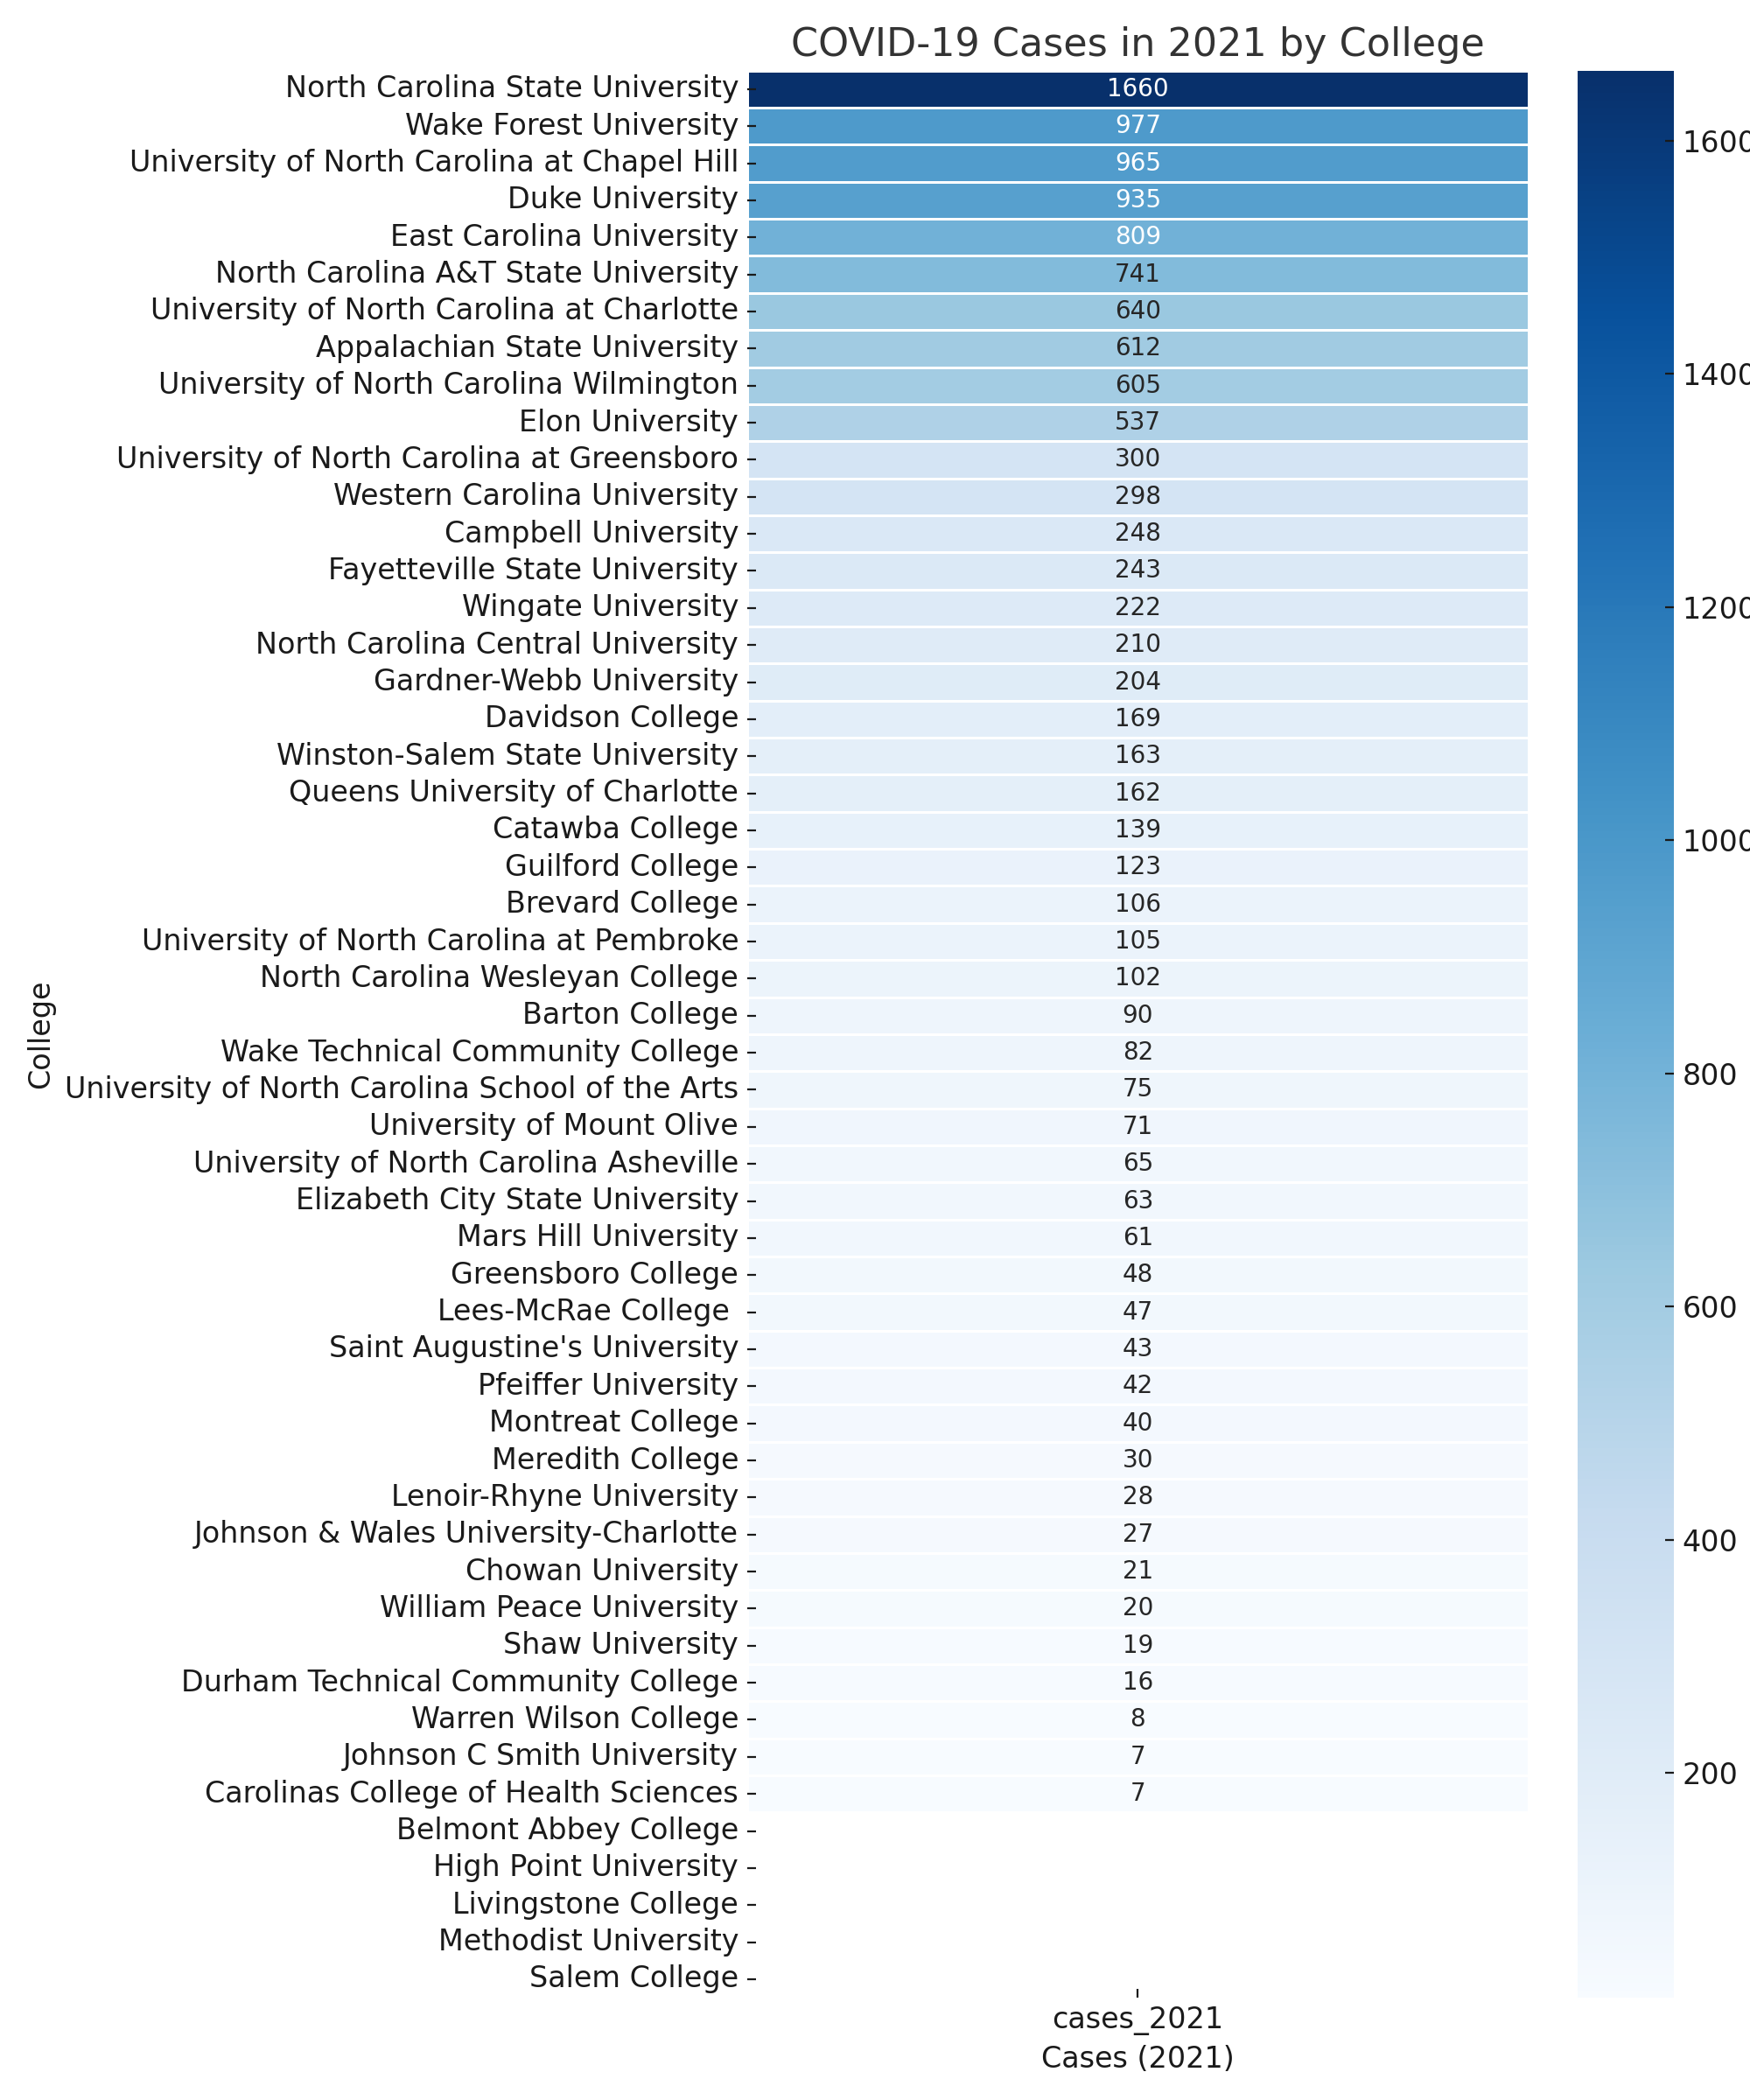 COVID-19 Cases in 2021 by College
North Carolina State University 1660
Wake Forest University 977
University of North Carolina at Chapel Hill 965
Duke University 935
East Carolina University 809
North Carolina A&T State University 741
University of North Carolina at Charlotte 640
Appalachian State University 612
University of North Carolina Wilmington 605
Elon University 537
University of North Carolina at Greensboro 300
Western Carolina University 298
Campbell University 248
Fayetteville State University 243
Wingate University 222
North Carolina Central University 210
Gardner-Webb University 204
Davidson College 169
Winston-Salem State University 163
Queens University of Charlotte 162
Catawba College 139
Guilford College 123
Brevard College 106
University of North Carolina at Pembroke 105
North Carolina Wesleyan College 102
Barton College 90
Wake Technical Community College 82
University of North Carolina School of the Arts 75
University of Mount Olive 71
University of North Carolina Asheville 65
Elizabeth City State University 63
Mars Hill University 61
Greensboro College 48
Lees-McRae College 47
Saint Augustine's University 43
Pfeiffer University 42
Montreat College 40
Meredith College 30
Lenoir-Rhyne University 28
Johnson & Wales University-Charlotte 27
Chowan University 21
William Peace University 20
Shaw University 19
Durham Technical Community College 16
Warren Wilson College 8
Johnson C Smith University 7
Carolinas College of Health Sciences 7
Belmont Abbey College
High Point University
Livingstone College
Methodist University
Salem College
College
cases_2021
Cases (2021)
1600
1400
1200
1000
800
600
400
200